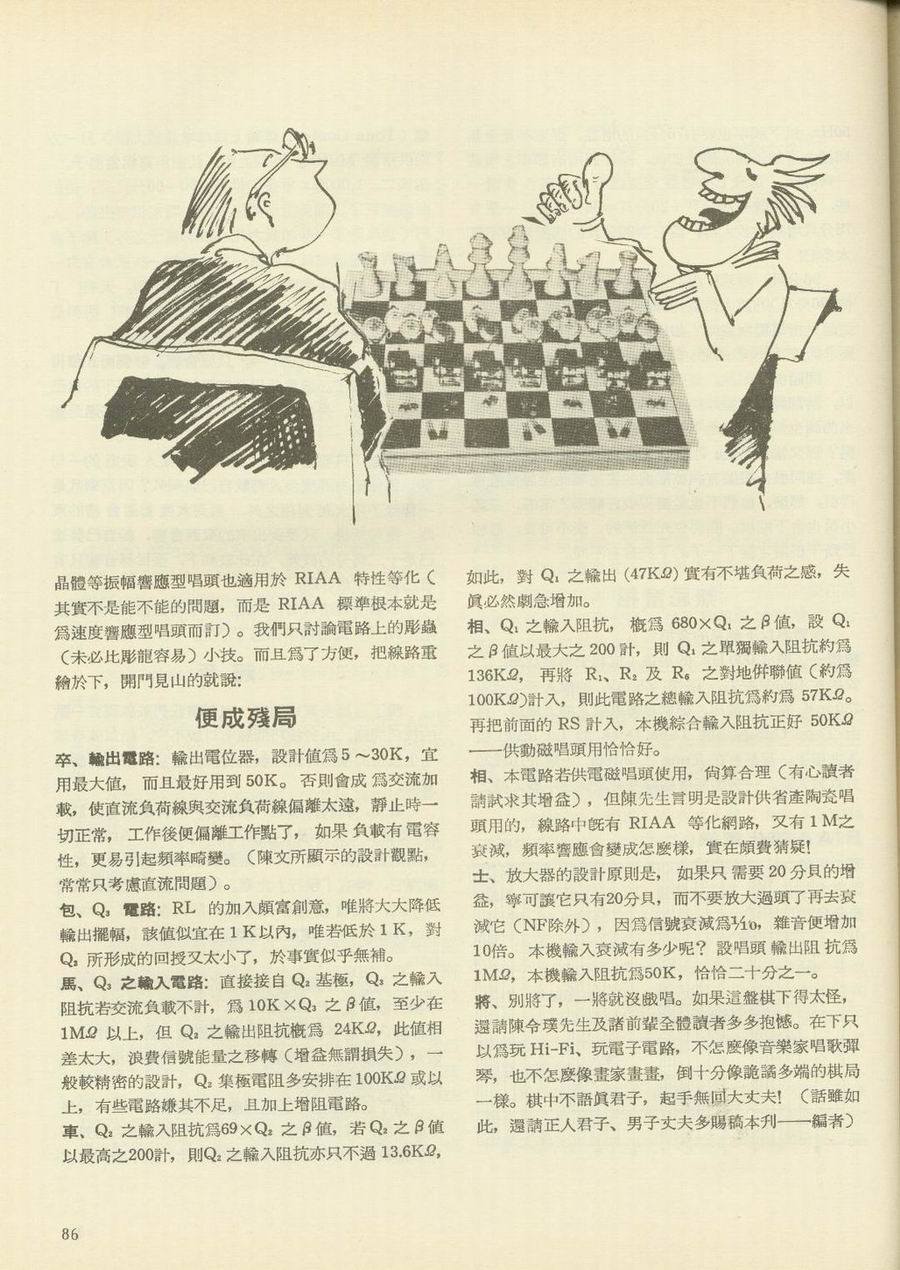 晶體等振幅響應型唱頭也適用於 RIAA 特性等化（
其實不是能不能的問題，而是 RIAA 標準根本就是
爲速度響應型唱頭而訂）。我們只討論電路上的彫蟲
（未必比彫龍容易）小技。而且爲了方便，把線路重
繪於下，開門見山的就說:
便成殘局
卒、輸出電路：輸出電位器，設計値爲 5 ～30K，宜
用最大値， 而且最好用到 50K。 否則會成 爲交流加
載，使直流負荷線與交流負荷線偏離太遠，靜止時一
切正常， 工作後便偏離工作點了， 如果 負載有 電容
性，更易引起頻率畸變。（陳文所顯示的設計觀點，
常常只考慮直流問題）。
包、Q₃ 電路：RL 的加入頗富創意，唯將大大降低
輸出擺幅，該値似宜在 1 K以內，唯若低於 1 K， 對
Q₂ 所形成的回授又太小了，於事實似乎無補。
馬、Q₃ 之輸入電路：直接接自 Q₂ 基極，Q₃ 之輸入
阻抗若交流負載不計，爲 10K×Q₃ 之 β 値，至少在
1MΩ 以上，但 Q₂ 之輸出阻抗概爲 24KΩ，此値相
差太大，浪費信號能量之移轉（增益無謂損失），一
般較精密的設計，Q₂ 集極電阻多安排在 100KΩ 或以
上，有些電路嫌其不足，且加上增阻電路。
車、Q₂ 之輸入阻抗爲69×Q₂ 之 β 値，若 Q₂ 之 β 値
以最高之200計，則Q₂ 之輸入阻抗亦只不過 13.6KΩ，
如此，對 Q₁ 之輸出 (47KΩ) 實有不堪負荷之感，失
眞必然劇急增加。
相、Q₁ 之輸入阻抗， 概爲 680×Q₁ 之 β 値，設 Q₁
之 β 値以最大之 200 計，則 Q₁ 之單獨輸入阻抗約爲
136KΩ， 再將 R₁、R₂ 及 R₆ 之對地併聯値（約爲
100KΩ)計入，則此電路之總輸入阻抗爲約爲 57KΩ。
再把前面的 RS 計入，本機綜合輸入阻抗正好 50KΩ
──供動磁唱頭用恰恰好。
相、本電路若供電磁唱頭使用，尙算合理（有心讀者
請試求其增益），但陳先生言明是設計供省產陶瓷唱
頭用的，線路中旣有 RIAA 等化網路，又有 1 M之
衰減，頻率響應會變成怎麼樣，實在頗費猜疑!
士、放大器的設計原則是， 如果只 需要 20 分貝的增
益，寧可讓它只有20分貝，而不要放大過頭了再去衰
減它（NF除外），因爲信號衰減爲1/10，雜音便增加
10倍。本機輸入衰減有多少呢？設唱頭 輸出阻 抗爲
1MΩ，本機輸入阻抗爲50K，恰恰二十分之一。
將、別將了，一將就沒戲唱。如果這盤棋下得太怪，
還請陳令璞先生及諸前輩全體讀者多多抱憾。在下只
以爲玩 Hi-Fi、玩電子電路，不怎麼像音樂家唱歌彈
琴，也不怎麼像畫家畫畫，倒十分像詭譎多端的棋局
一樣。棋中不語眞君子，起手無回大丈夫! （話雖如
此，還請正人君子、男子丈夫多賜稿本刋──編者）
86